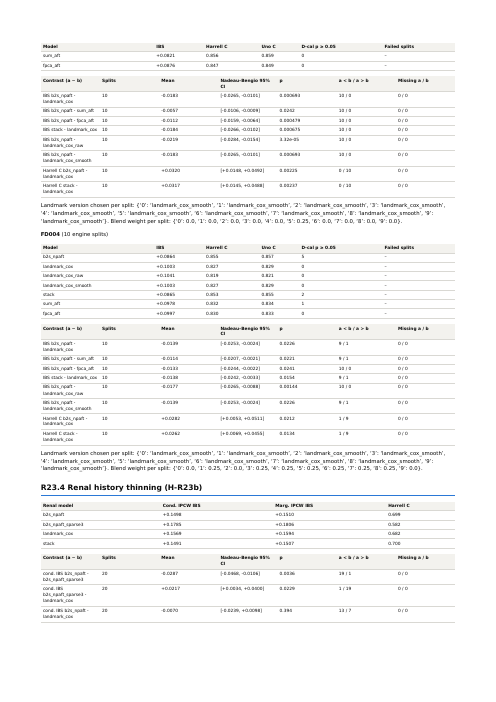 Model IBS Harrell C Uno C D-cal p ≥ 0.05 Failed splits
sum_aft +0.0821 0.856 0.859 0 –
fpca_aft +0.0876 0.847 0.849 0 –
Contrast (a − b) Splits Mean Nadeau-Bengio 95% CI p a < b / a > b Missing a / b
IBS b2s_npaft - landmark_cox 10 -0.0183 [-0.0265, -0.0101] 0.000693 10 / 0 0 / 0
IBS b2s_npaft - sum_aft 10 -0.0057 [-0.0106, -0.0009] 0.0242 10 / 0 0 / 0
IBS b2s_npaft - fpca_aft 10 -0.0112 [-0.0159, -0.0064] 0.000479 10 / 0 0 / 0
IBS stack - landmark_cox 10 -0.0184 [-0.0266, -0.0102] 0.000675 10 / 0 0 / 0
IBS b2s_npaft - landmark_cox_raw 10 -0.0219 [-0.0284, -0.0154] 3.32e-05 10 / 0 0 / 0
IBS b2s_npaft - landmark_cox_smooth 10 -0.0183 [-0.0265, -0.0101] 0.000693 10 / 0 0 / 0
Harrell C b2s_npaft - landmark_cox 10 +0.0320 [+0.0148, +0.0492] 0.00225 0 / 10 0 / 0
Harrell C stack - landmark_cox 10 +0.0317 [+0.0145, +0.0488] 0.00237 0 / 10 0 / 0
Landmark version chosen per split: {'0': 'landmark_cox_smooth', '1': 'landmark_cox_smooth', '2': 'landmark_cox_smooth', '3': 'landmark_cox_smooth',
'4': 'landmark_cox_smooth', '5': 'landmark_cox_smooth', '6': 'landmark_cox_smooth', '7': 'landmark_cox_smooth', '8': 'landmark_cox_smooth', '9':
'landmark_cox_smooth'}. Blend weight per split: {'0': 0.0, '1': 0.0, '2': 0.0, '3': 0.0, '4': 0.0, '5': 0.25, '6': 0.0, '7': 0.0, '8': 0.0, '9': 0.0}.
FD004 (10 engine splits)
Model IBS Harrell C Uno C D-cal p ≥ 0.05 Failed splits
b2s_npaft +0.0864 0.855 0.857 5 –
landmark_cox +0.1003 0.827 0.829 0 –
landmark_cox_raw +0.1041 0.819 0.821 0 –
landmark_cox_smooth +0.1003 0.827 0.829 0 –
stack +0.0865 0.853 0.855 2 –
sum_aft +0.0978 0.832 0.834 1 –
fpca_aft +0.0997 0.830 0.833 0 –
Contrast (a − b) Splits Mean Nadeau-Bengio 95% CI p a < b / a > b Missing a / b
IBS b2s_npaft - landmark_cox 10 -0.0139 [-0.0253, -0.0024] 0.0226 9 / 1 0 / 0
IBS b2s_npaft - sum_aft 10 -0.0114 [-0.0207, -0.0021] 0.0221 9 / 1 0 / 0
IBS b2s_npaft - fpca_aft 10 -0.0133 [-0.0244, -0.0022] 0.0241 10 / 0 0 / 0
IBS stack - landmark_cox 10 -0.0138 [-0.0242, -0.0033] 0.0154 9 / 1 0 / 0
IBS b2s_npaft - landmark_cox_raw 10 -0.0177 [-0.0265, -0.0088] 0.00144 10 / 0 0 / 0
IBS b2s_npaft - landmark_cox_smooth 10 -0.0139 [-0.0253, -0.0024] 0.0226 9 / 1 0 / 0
Harrell C b2s_npaft - landmark_cox 10 +0.0282 [+0.0053, +0.0511] 0.0212 1 / 9 0 / 0
Harrell C stack - landmark_cox 10 +0.0262 [+0.0069, +0.0455] 0.0134 1 / 9 0 / 0
Landmark version chosen per split: {'0': 'landmark_cox_smooth', '1': 'landmark_cox_smooth', '2': 'landmark_cox_smooth', '3': 'landmark_cox_smooth',
'4': 'landmark_cox_smooth', '5': 'landmark_cox_smooth', '6': 'landmark_cox_smooth', '7': 'landmark_cox_smooth', '8': 'landmark_cox_smooth', '9':
'landmark_cox_smooth'}. Blend weight per split: {'0': 0.0, '1': 0.25, '2': 0.0, '3': 0.25, '4': 0.25, '5': 0.25, '6': 0.25, '7': 0.25, '8': 0.25, '9': 0.0}.
R23.4 Renal history thinning (H-R23b)
Renal model Cond. IPCW IBS Marg. IPCW IBS Harrell C
b2s_npaft +0.1498 +0.1510 0.699
b2s_npaft_sparsed +0.1785 +0.1806 0.582
landmark_cox +0.1569 +0.1594 0.682
stack +0.1491 +0.1507 0.700
Contrast (a − b) Splits Mean Nadeau-Bengio 95% CI p a < b / a > b Missing a / b
cond. IBS b2s_npaft - b2s_npaft_sparsed 20 -0.0287 [-0.0468, -0.0106] 0.0036 19 / 1 0 / 0
cond. IBS b2s_npaft_sparsed - landmark_cox 20 +0.0217 [+0.0034, +0.0400] 0.0229 1 / 19 0 / 0
cond. IBS b2s_npaft - landmark_cox 20 -0.0070 [-0.0239, +0.0098] 0.394 13 / 7 0 / 0